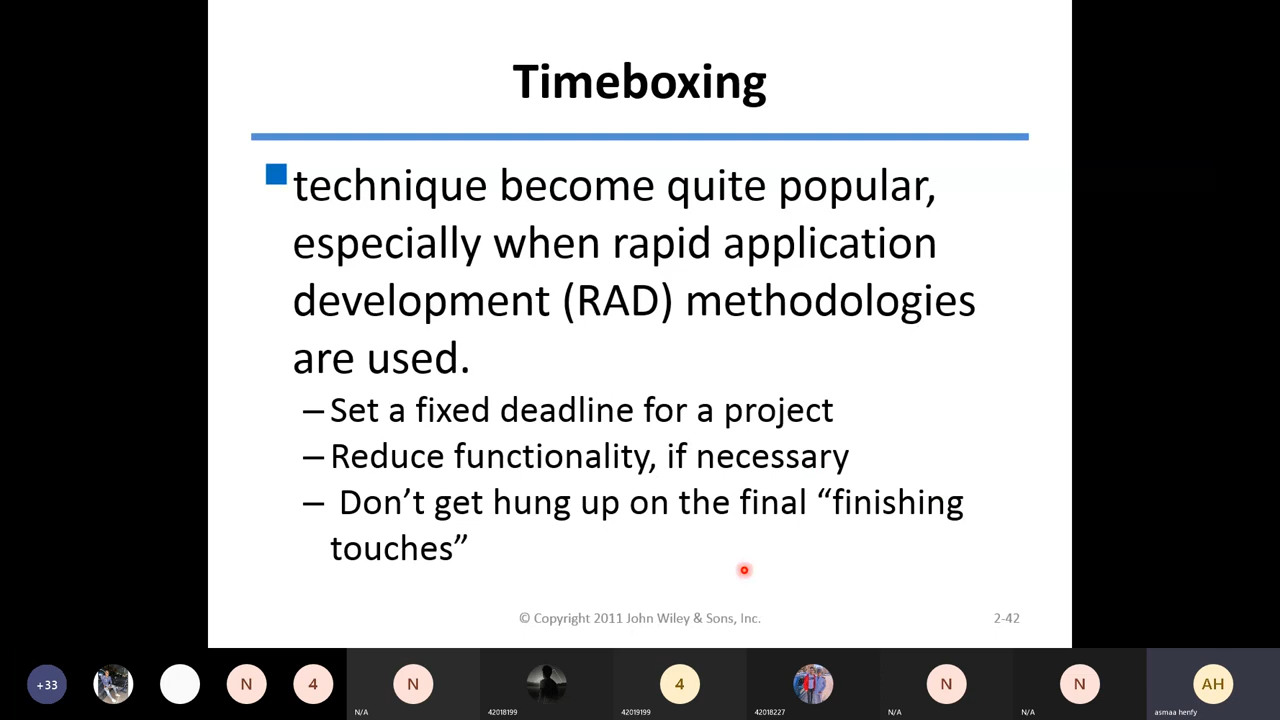 Timeboxing
technique become quite popular,
especially when rapid application
development (RAD) methodologies
are used.
– Set a fixed deadline for a project
– Reduce functionality, if necessary
– Don’t get hung up on the final “finishing
touches”
© Copyright 2011 John Wiley & Sons, Inc.
2-42
+33
N
4
N
4
N
N
AH
N/A
42018199
42019199
42018227
N/A
N/A
asmaa henfy